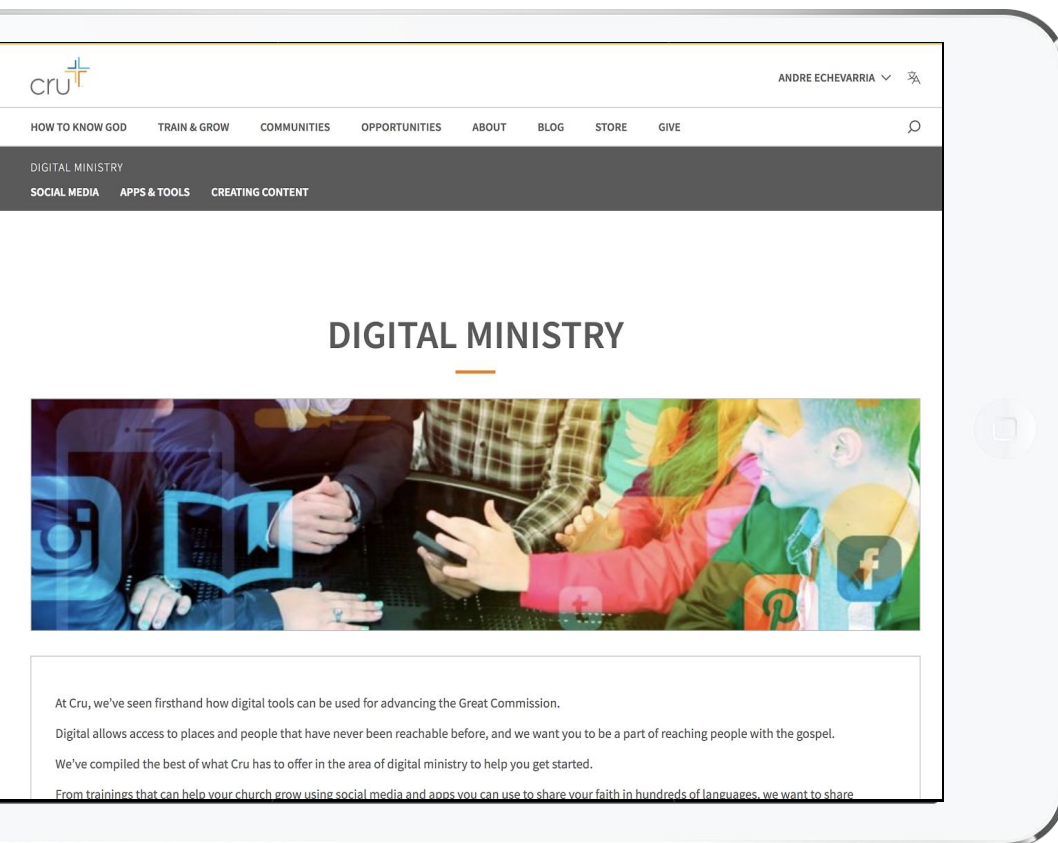 cru
ANDRE ECHEVARRIA
HOW TO KNOW GOD TRAIN & GROW COMMUNITIES OPPORTUNITIES ABOUT BLOG STORE GIVE
DIGITAL MINISTRY
SOCIAL MEDIA APPS & TOOLS CREATING CONTENT
DIGITAL MINISTRY
t
f
At Cru, we've seen firsthand how digital tools can be used for advancing the Great Commission.
Digital allows access to places and people that have never been reachable before, and we want you to be a part of reaching people with the gospel.
We've compiled the best of what Cru has to offer in the area of digital ministry to help you get started.
From trainings that can help your church grow using social media and apps you can use to share your faith in hundreds of languages, we want to share